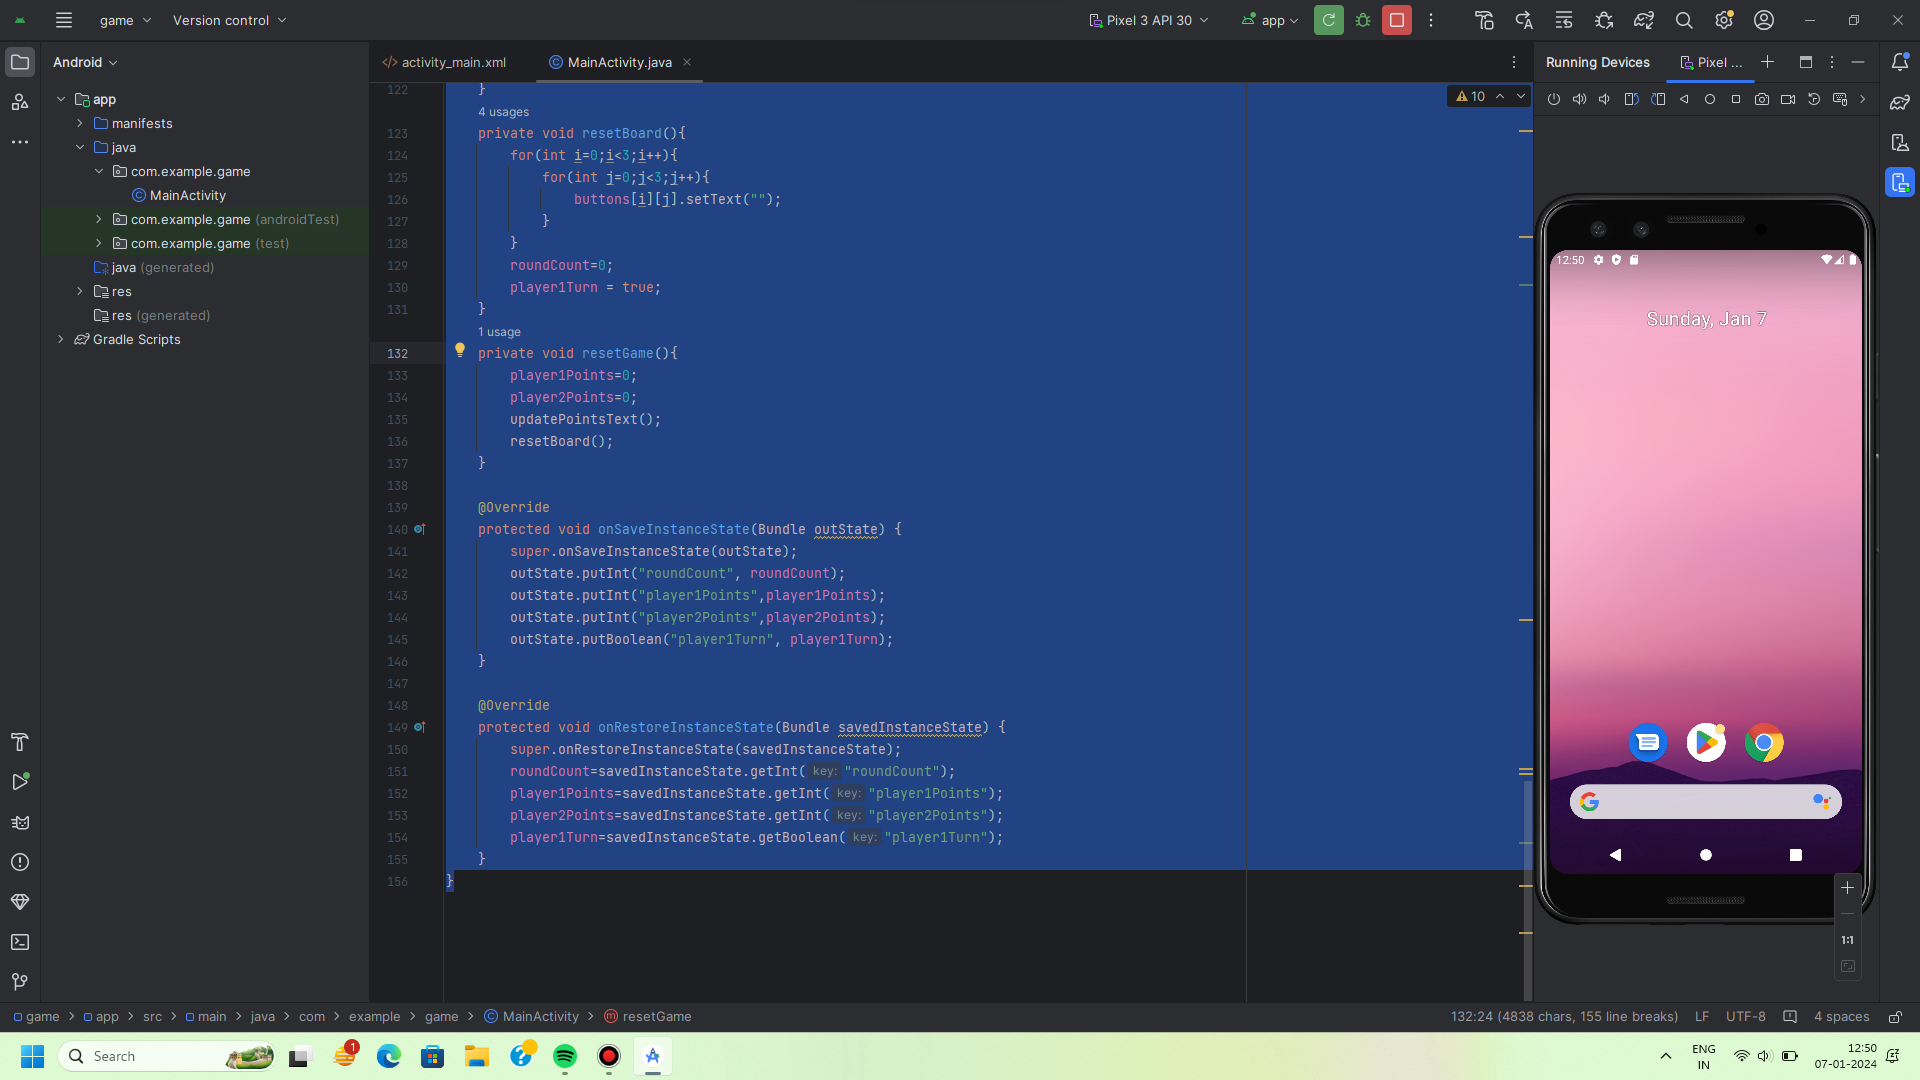 game
Version control
Pixel 3 API 30
app
Android
activity_main.xml
MainActivity.java
Running Devices
Pixel ...
app
manifests
java
com.example.game
MainActivity
com.example.game (androidTest)
com.example.game (test)
java (generated)
res
res (generated)
Gradle Scripts
10
122 }
4 usages
123 private void resetBoard(){
124 for(int i=0;i<3;i++){
125 for(int j=0;j<3;j++){
126 buttons[i][j].setText("");
127 }
128 }
129 roundCount=0;
130 player1Turn = true;
131 }
1 usage
132 private void resetGame(){
133 player1Points=0;
134 player2Points=0;
135 updatePointsText();
136 resetBoard();
137 }
138
139 @Override
140 protected void onSaveInstanceState(Bundle outState) {
141 super.onSaveInstanceState(outState);
142 outState.putInt("roundCount", roundCount);
143 outState.putInt("player1Points",player1Points);
144 outState.putInt("player2Points",player2Points);
145 outState.putBoolean("player1Turn", player1Turn);
146 }
147
148 @Override
149 protected void onRestoreInstanceState(Bundle savedInstanceState) {
150 super.onRestoreInstanceState(savedInstanceState);
151 roundCount=savedInstanceState.getInt( key: "roundCount");
152 player1Points=savedInstanceState.getInt( key: "player1Points");
153 player2Points=savedInstanceState.getInt( key: "player2Points");
154 player1Turn=savedInstanceState.getBoolean( key: "player1Turn");
155 }
156 }
12:50
Sunday, Jan 7
1:1
game > app > src > main > java > com > example > game > MainActivity > resetGame
132:24 (4838 chars, 155 line breaks)
LF
UTF-8
4 spaces
Search
1
ENG
IN
12:50
07-01-2024